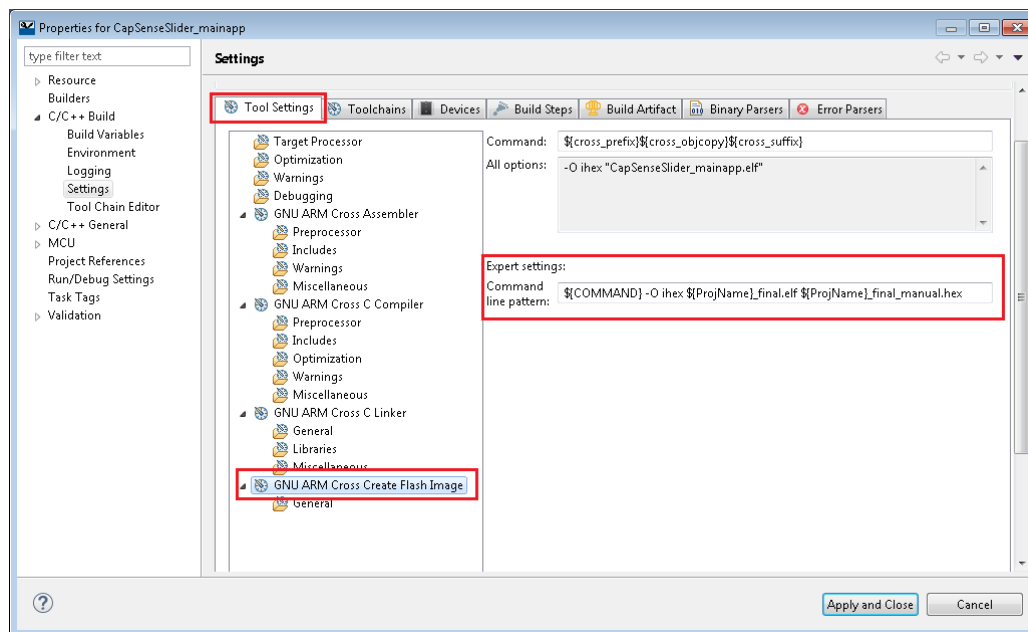 Properties for CapSenseSlider_mainapp
type filter text
Resource
Builders
C/C++ Build
Build Variables
Environment
Logging
Settings
Tool Chain Editor
C/C++ General
MCU
Project References
Run/Debug Settings
Task Tags
Validation
Settings
Tool Settings Toolchains Devices Build Steps Build Artifact Binary Parsers Error Parsers
Target Processor
Optimization
Warnings
Debugging
GNU ARM Cross Assembler
Preprocessor
Includes
Warnings
Miscellaneous
GNU ARM Cross C Compiler
Preprocessor
Includes
Optimization
Warnings
Miscellaneous
GNU ARM Cross C Linker
General
Libraries
Miscellaneous
GNU ARM Cross Create Flash Image
General
Command: ${cross_prefix}${cross_objcopy}${cross_suffix}
All options: -O ihex "CapSenseSlider_mainapp.elf"
Expert settings:
Command
line pattern: ${COMMAND} -O ihex ${ProjName}_final.elf ${ProjName}_final_manual.hex
Apply and Close Cancel